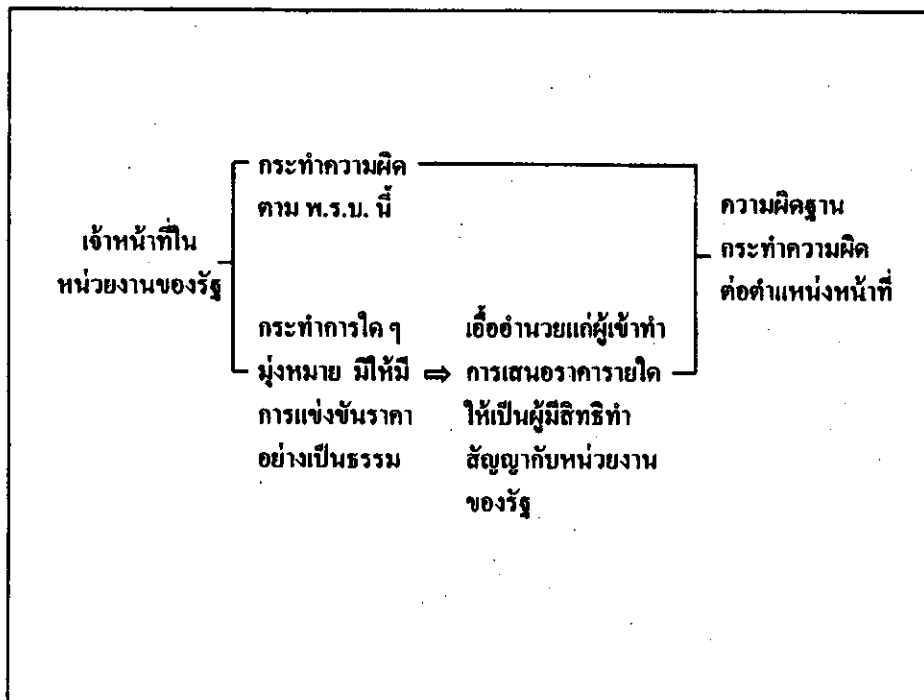 เจ้าหน้าที่ใน
หน่วยงานของรัฐ
กระทำความผิด
ตาม พ.ร.บ. นี้
กระทำการใด ๆ
มุ่งหมาย มิให้มี
การแข่งขันราคา
อย่างเป็นธรรม
⇒
เอื้ออำนวยแก่ผู้เข้าทำ
การเสนอราคารายใด
ให้เป็นผู้มีสิทธิทำ
สัญญากับหน่วยงาน
ของรัฐ
ความผิดฐาน
กระทำความผิด
ต่อตำแหน่งหน้าที่